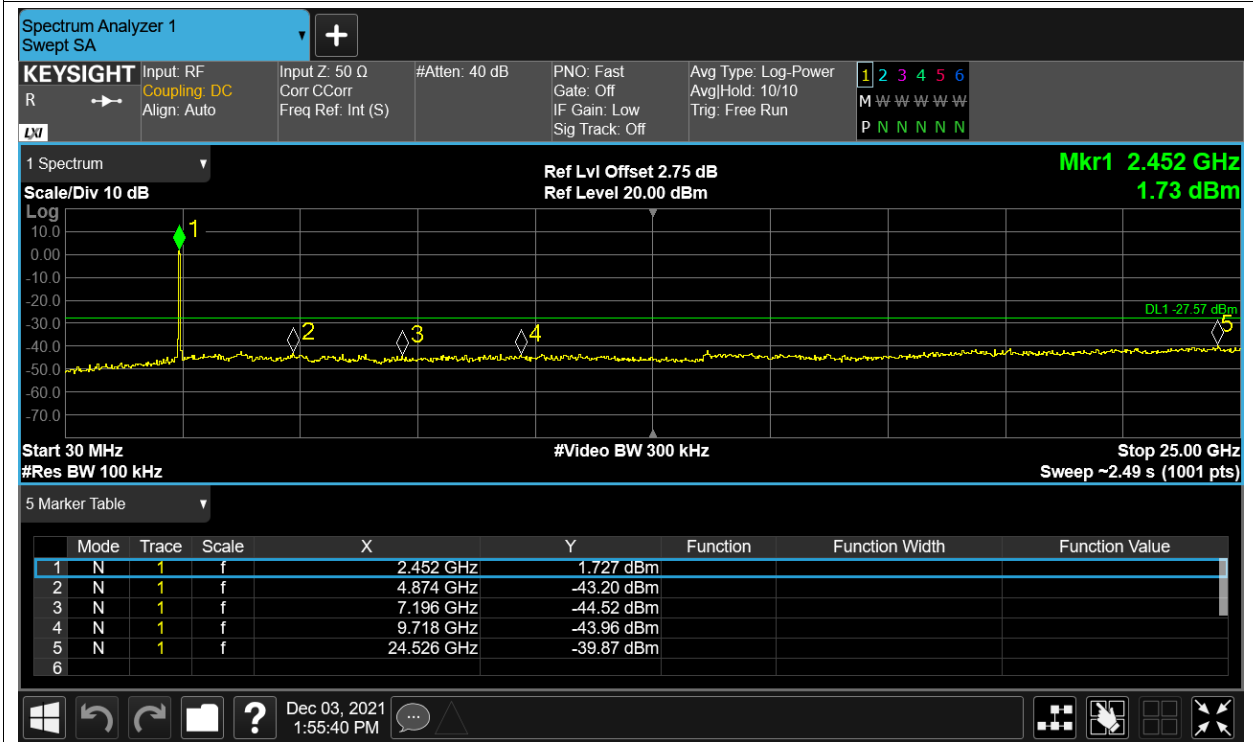 Spectrum Analyzer 1
Swept SA
KEYSIGHT
R
LXI
Input: RF
Coupling: DC
Align: Auto
Input Z: 50 Ω
Corr CCorr
Freq Ref: Int (S)
#Atten: 40 dB
PNO: Fast
Gate: Off
IF Gain: Low
Sig Track: Off
Avg Type: Log-Power
Avg|Hold: 10/10
Trig: Free Run
1 2 3 4 5 6
M W W W W W
P N N N N N
1 Spectrum
Scale/Div 10 dB
Ref Lvl Offset 2.75 dB
Ref Level 20.00 dBm
Mkr1 2.452 GHz
1.73 dBm
Log
10.0
0.00
-10.0
-20.0
-30.0
-40.0
-50.0
-60.0
-70.0
1
2
3
4
5
DL1 -27.57 dBm
Start 30 MHz
#Res BW 100 kHz
#Video BW 300 kHz
Stop 25.00 GHz
Sweep ~2.49 s (1001 pts)
5 Marker Table
Mode Trace Scale X Y Function Function Width Function Value
1 N 1 f 2.452 GHz 1.727 dBm
2 N 1 f 4.874 GHz -43.20 dBm
3 N 1 f 7.196 GHz -44.52 dBm
4 N 1 f 9.718 GHz -43.96 dBm
5 N 1 f 24.526 GHz -39.87 dBm
6
?
Dec 03, 2021
1:55:40 PM